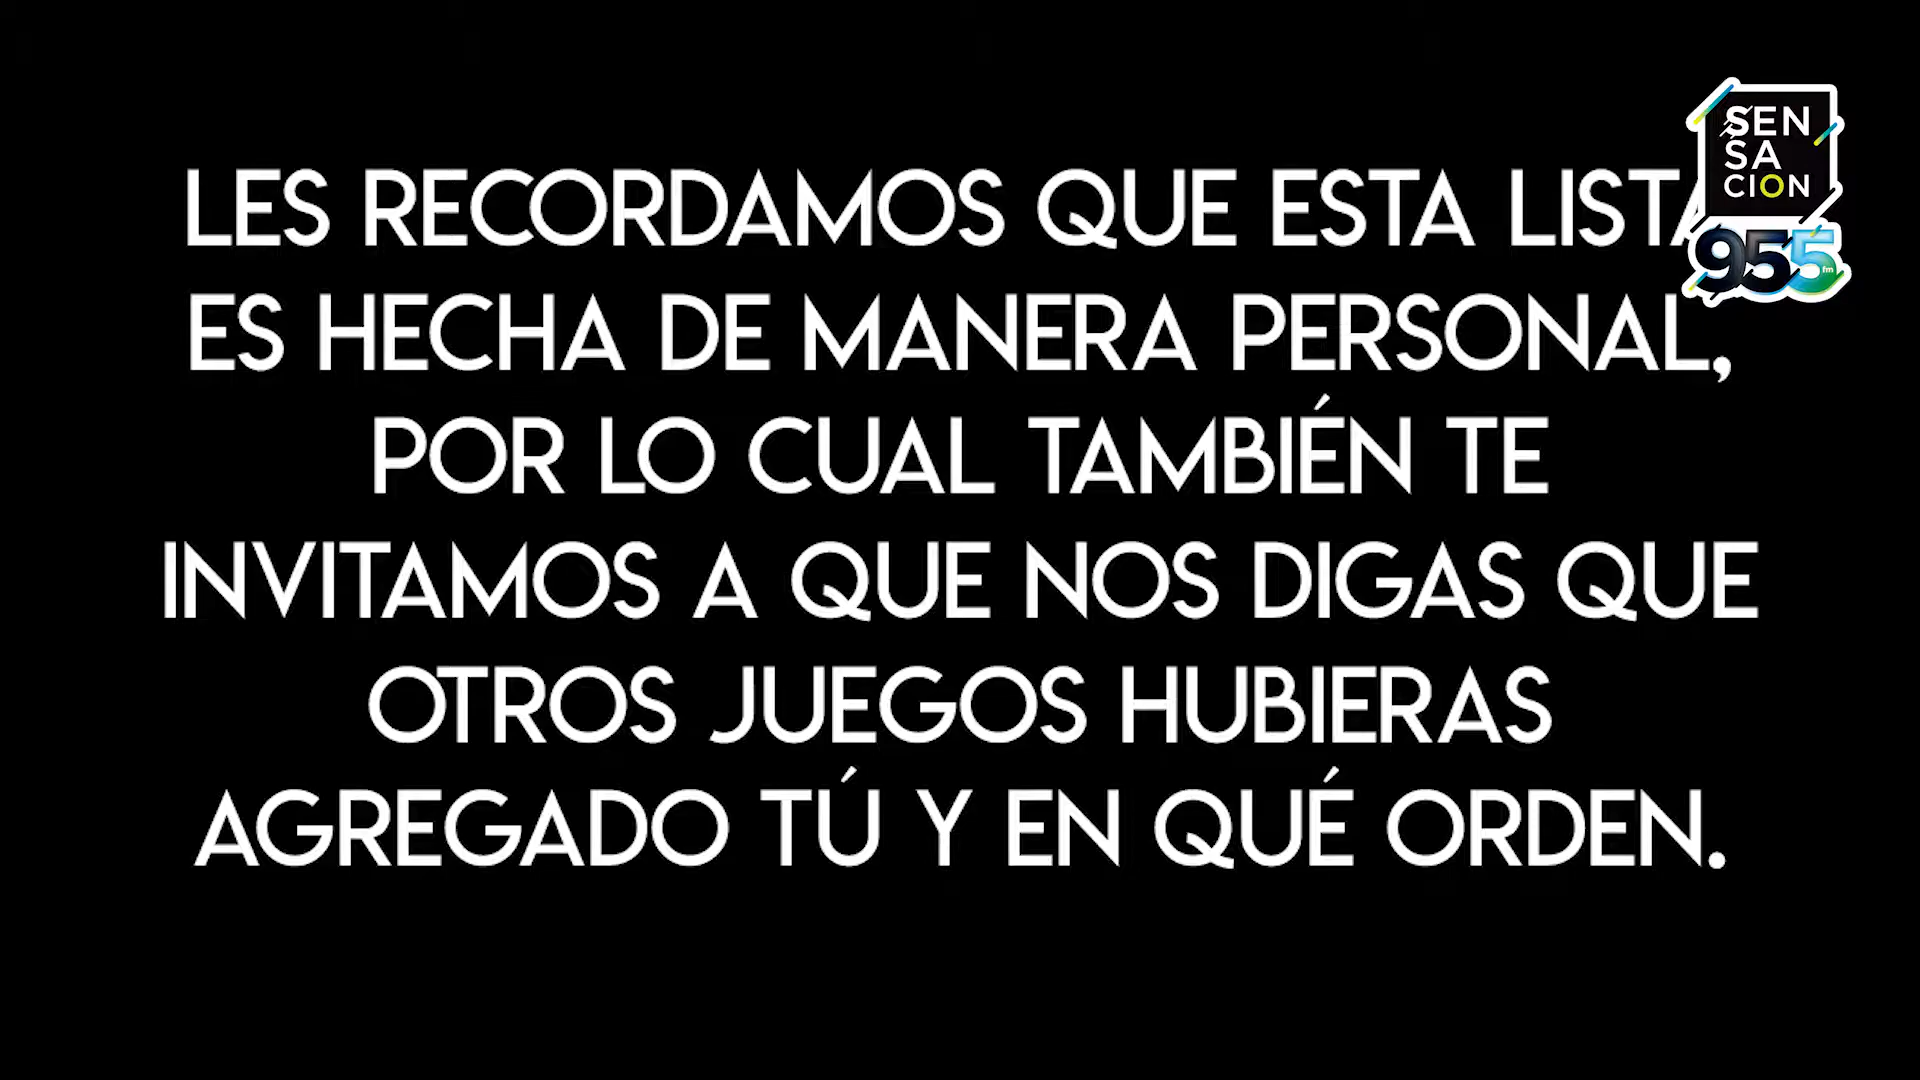 LES RECORDAMOS QUE ESTA LISTA
ES HECHA DE MANERA PERSONAL,
POR LO CUAL TAMBIÉN TE
INVITAMOS A QUE NOS DIGAS QUE
OTROS JUEGOS HUBIERAS
AGREGADO TÚ Y EN QUÉ ORDEN.
SEN
SA
CION
955 fm